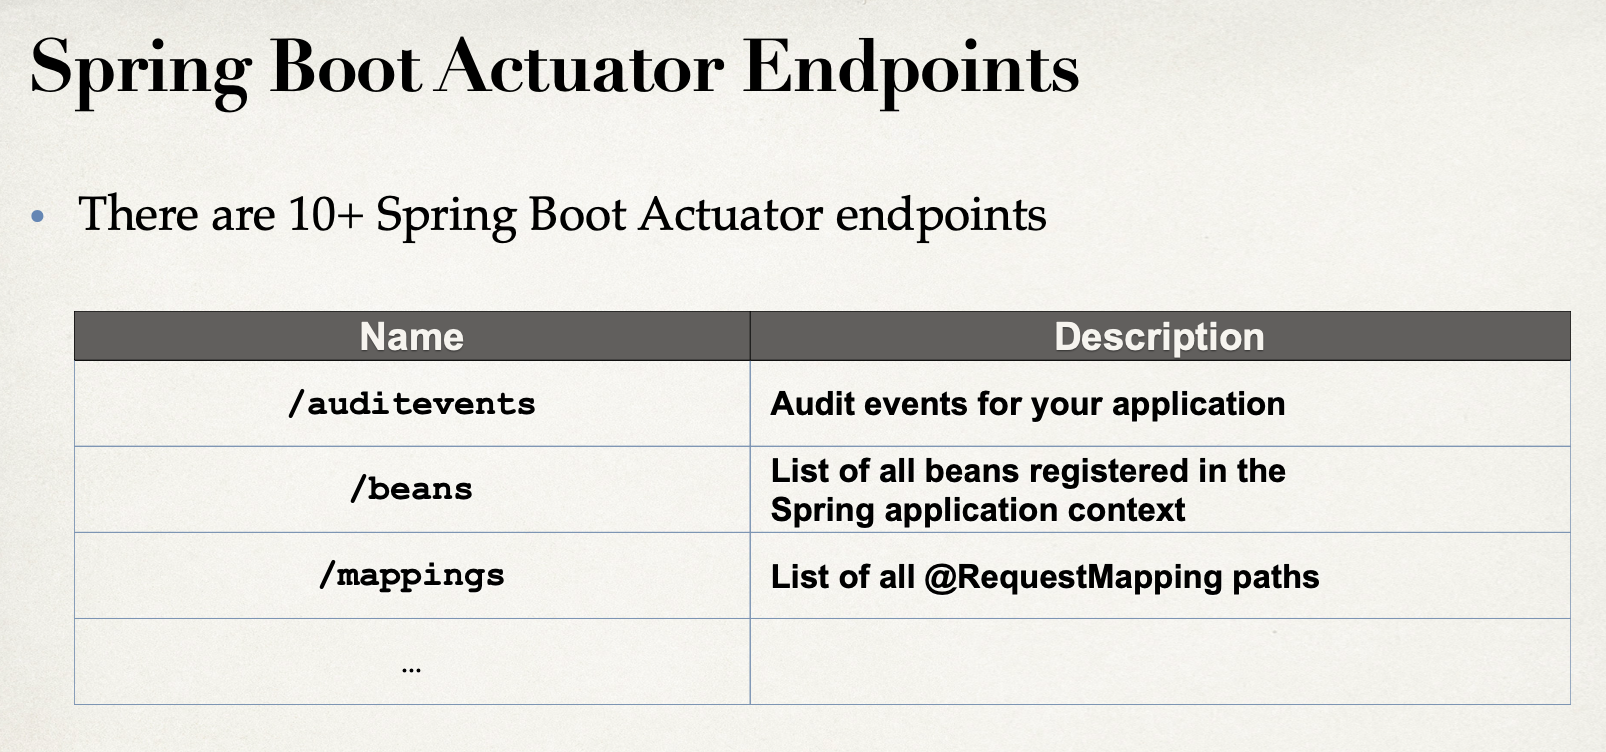 Spring Boot Actuator Endpoints
• There are 10+ Spring Boot Actuator endpoints
Name Description
/auditevents Audit events for your application
/beans List of all beans registered in the
Spring application context
/mappings List of all @RequestMapping paths
...